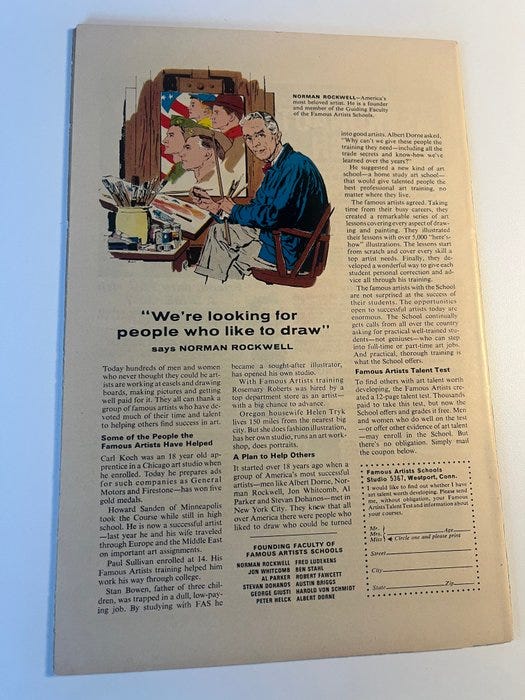 NORMAN ROCKWELL—America's
most beloved artist. He is a founder
and member of the Guiding Faculty
of the Famous Artists Schools.
"We're looking for
people who like to draw"
says NORMAN ROCKWELL
Today hundreds of men and women
who never thought they could be art-
ists are working at easels and drawing
boards, making pictures and getting
well paid for it. They all can thank a
group of famous artists who have de-
voted much of their time and talent
to helping others find success in art.
Some of the People the
Famous Artists Have Helped
Carl Koch was an 18 year old ap-
prentice in a Chicago art studio when
he enrolled. Today he prepares ads
for such companies as General
Motors and Firestone—has won five
gold medals.
Howard Sanden of Minneapolis
took the Course while still in high
school. He is now a successful artist
—last year he and his wife traveled
through Europe and the Middle East
on important art assignments.
Paul Sullivan enrolled at 14. His
Famous Artists training helped him
work his way through college.
Stan Bowen, father of three chil-
dren, was trapped in a dull, low-pay-
ing job. By studying with FAS he
became a sought-after illustrator,
has opened his own studio.
With Famous Artists training
Rosemary Roberts was hired by a
top department store as an artist—
with a big chance to advance.
Oregon housewife Helen Tryk
lives 150 miles from the nearest big
city. But she does fashion illustration,
has her own studio, runs an art work-
shop, does portraits.
A Plan to Help Others
It started over 18 years ago when a
group of America's most successful
artists—men like Albert Dorne, Nor-
man Rockwell, Jon Whitcomb, Al
Parker and Stevan Dohanos—met in
New York City. They knew that all
over America there were people who
liked to draw who could be turned
into good artists. Albert Dorne asked,
"Why can't we give these people the
training they need—including all the
trade secrets and know-how we've
learned over the years?"
He suggested a new kind of art
school—a home study art school—
that would give talented people the
best professional art training, no
matter where they live.
The famous artists agreed. Taking
time from their busy careers, they
created a remarkable series of art
lessons covering every aspect of draw-
ing and painting. They illustrated
their lessons with over 5,000 "here's-
how" illustrations. The lessons start
from scratch and cover every skill a
top artist needs. Finally, they de-
veloped a wonderful way to give each
student personal correction and ad-
vice all through his training.
The famous artists with the School
are not surprised at the success of
their students. The opportunities
open to successful artists today are
enormous. The School continually
gets calls from all over the country
asking for practical well-trained stu-
dents—not geniuses—who can step
into full-time or part-time art jobs.
And practical, thorough training is
what the School offers.
Famous Artists Talent Test
To find others with art talent worth
developing, the Famous Artists cre-
ated a 12-page talent test. Thousands
paid to take this test, but now the
School offers and grades it free. Men
and women who do well on the test
—or offer other evidence of art talent
—may enroll in the School. But
there's no obligation. Simply mail
the coupon below.
FOUNDING FACULTY OF
FAMOUS ARTISTS SCHOOLS
NORMAN ROCKWELL FRED LUDEKENS
JON WHITCOMB BEN STAHL
AL PARKER ROBERT FAWCETT
STEVAN DOHANOS AUSTIN BRIGGS
GEORGE GIUSTI HAROLD VON SCHMIDT
PETER HELCK ALBERT DORNE
Famous Artists Schools
Studio 5367, Westport, Conn.
I would like to find out whether I have
art talent worth developing. Please send
me, without obligation, your Famous
Artists Talent Test and information about
your courses.
Mr.
Mrs. Age
Miss Circle one and please print
Street
City
State Zip